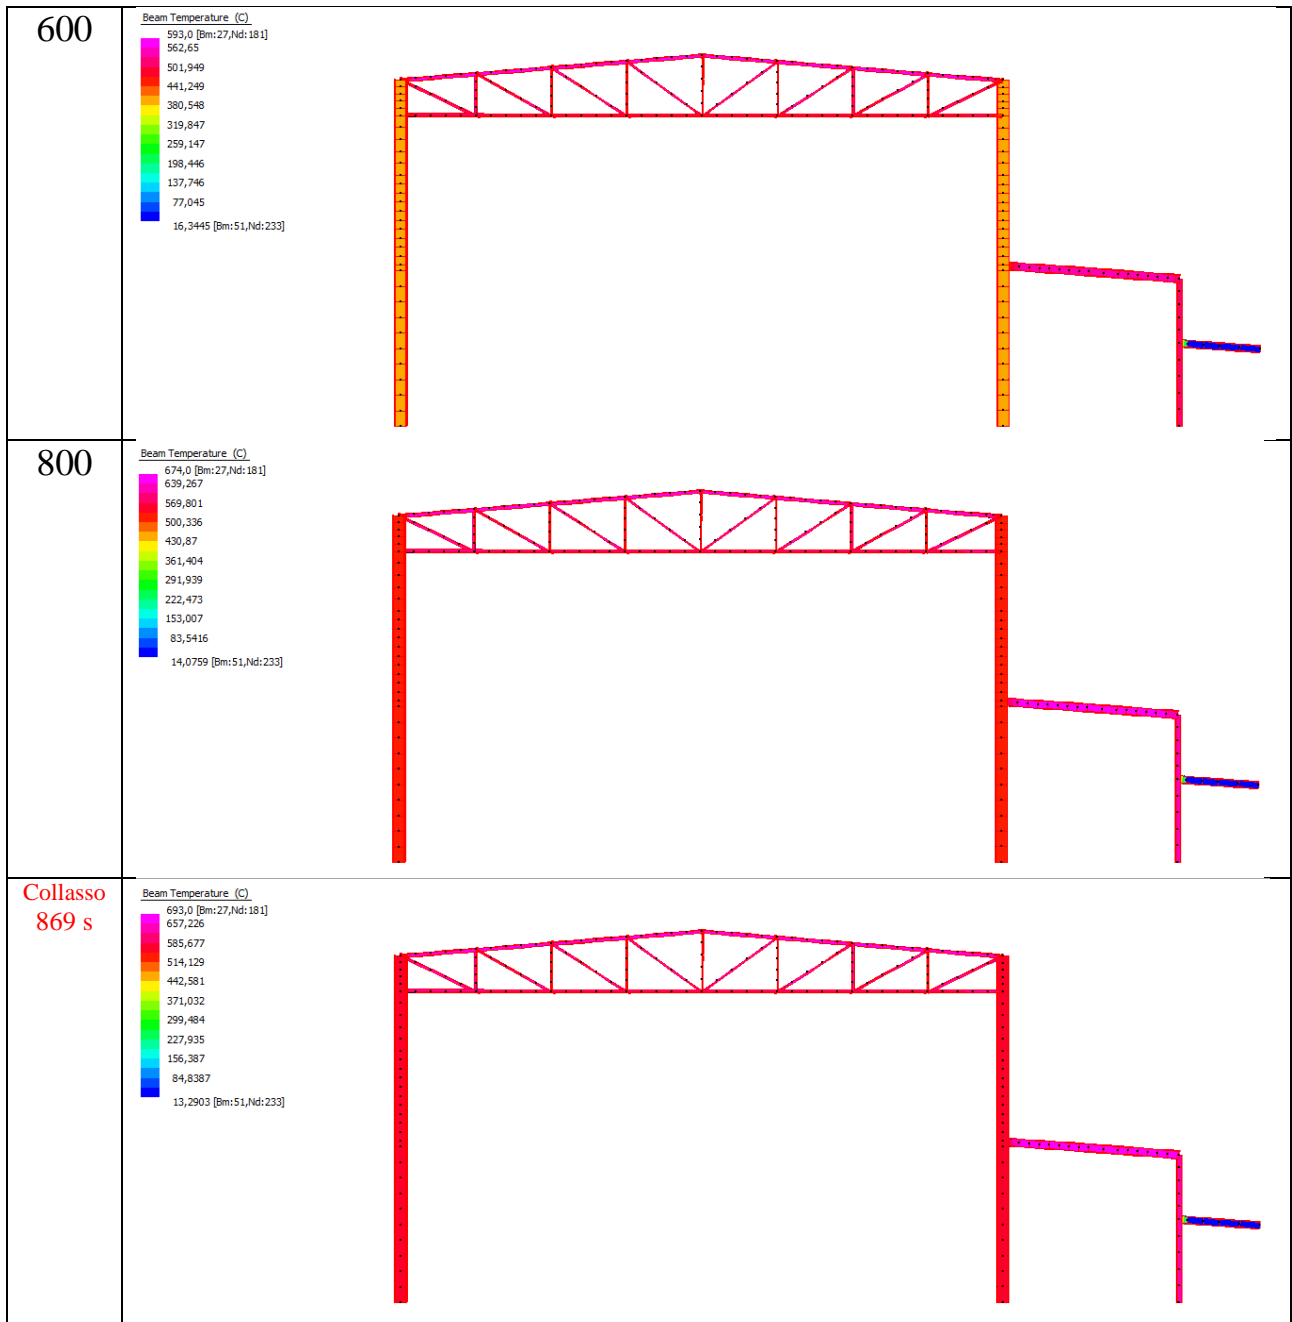 600
Beam Temperature (C)
593,0 [Bm:27,Nd:181]
562,65
501,949
441,249
380,548
319,847
259,147
198,446
137,746
77,045
16,3445 [Bm:51,Nd:233]
800
Beam Temperature (C)
674,0 [Bm:27,Nd:181]
639,267
569,801
500,336
430,87
361,404
291,939
222,473
153,007
83,5416
14,0759 [Bm:51,Nd:233]
Collasso
869 s
Beam Temperature (C)
693,0 [Bm:27,Nd:181]
657,226
585,677
514,129
442,581
371,032
299,484
227,935
156,387
84,8387
13,2903 [Bm:51,Nd:233]